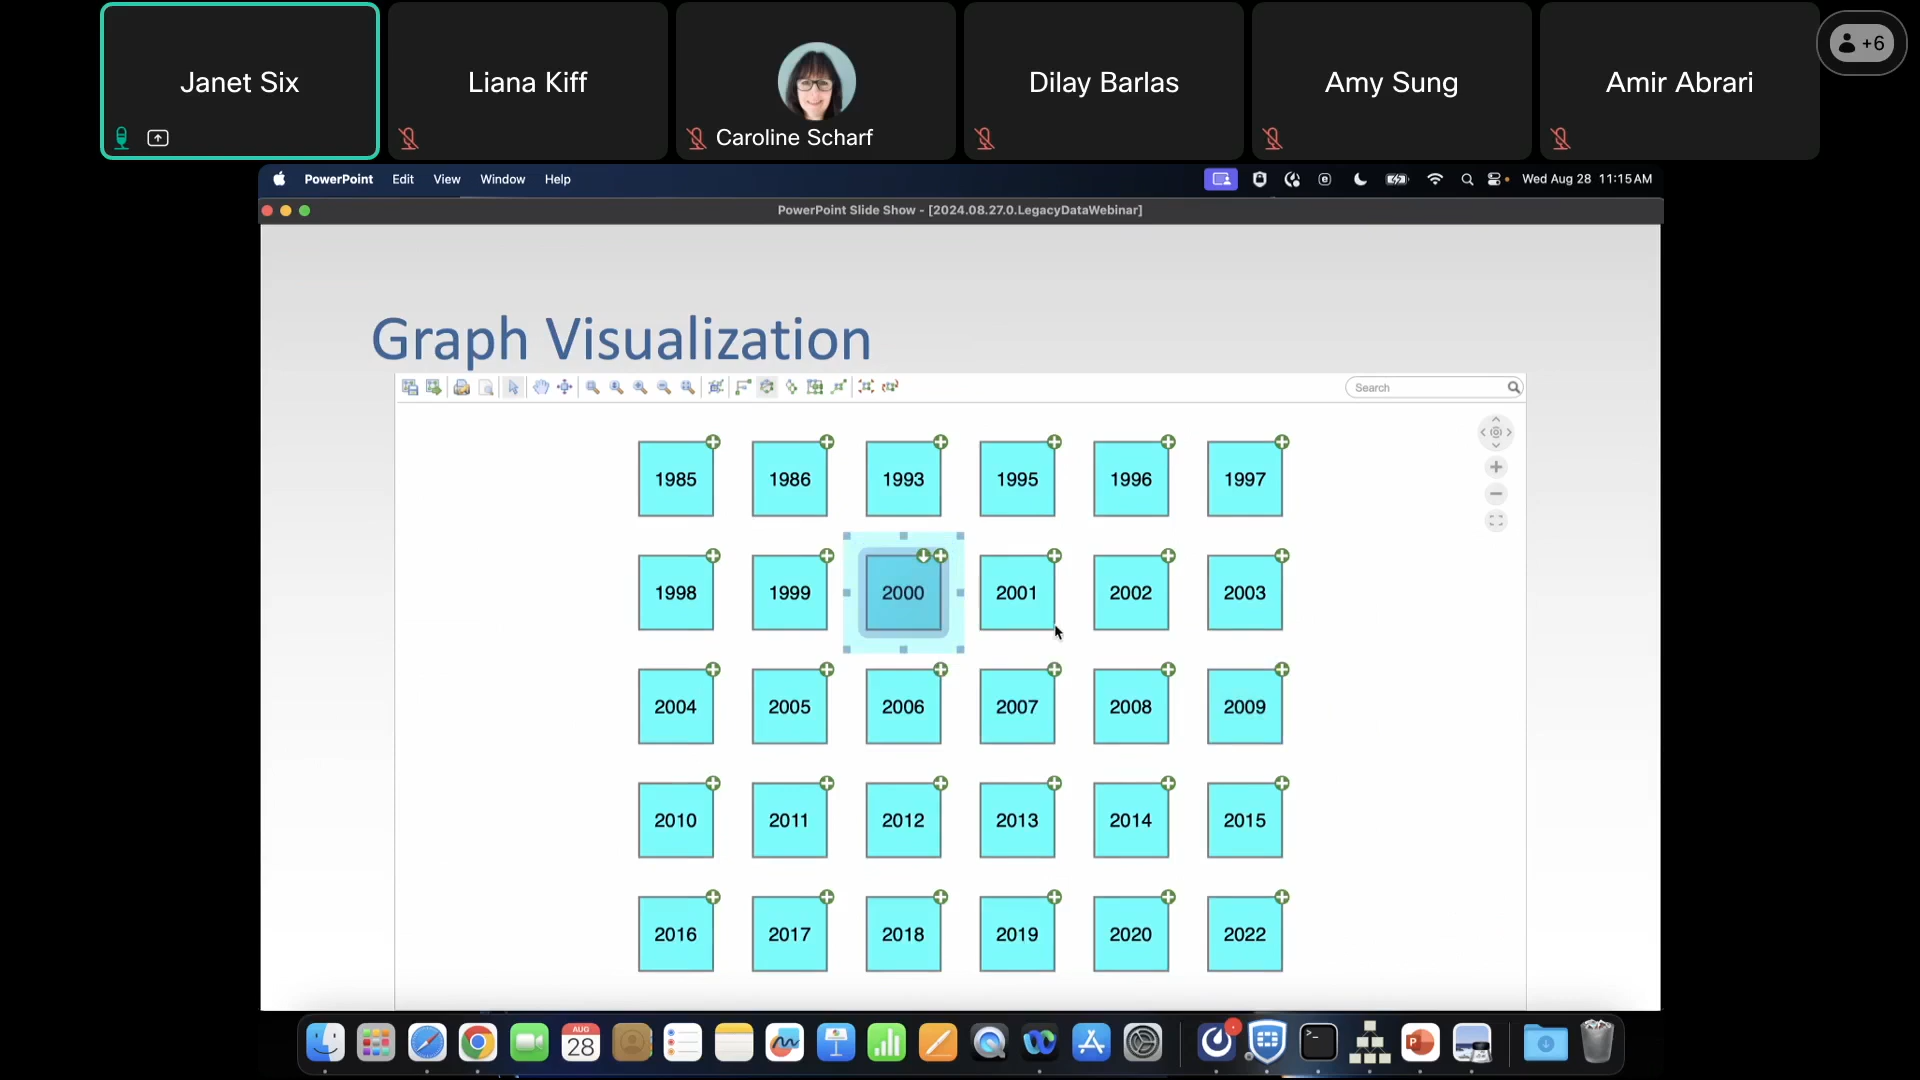 Janet Six
Liana Kiff
Caroline Scharf
Dilay Barlas
Amy Sung
Amir Abrari
+6
PowerPoint Edit View Window Help
Wed Aug 28 11:15AM
PowerPoint Slide Show - [2024.08.27.0.LegacyDataWebinar]
Graph Visualization
Search
1985 1986 1993 1995 1996 1997
1998 1999 2000 2001 2002 2003
2004 2005 2006 2007 2008 2009
2010 2011 2012 2013 2014 2015
2016 2017 2018 2019 2020 2022
AUG
28